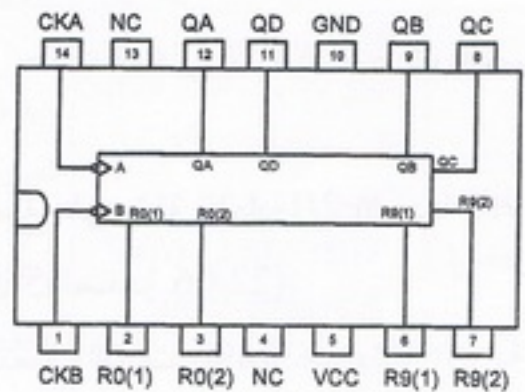 CKA NC QA QD GND QB QC
14 13 12 11 10 9 8
A QA QD QB QC
B R0(1) R0(2) R9(1) R9(2)
1 2 3 4 5 6 7
CKB R0(1) R0(2) NC VCC R9(1) R9(2)